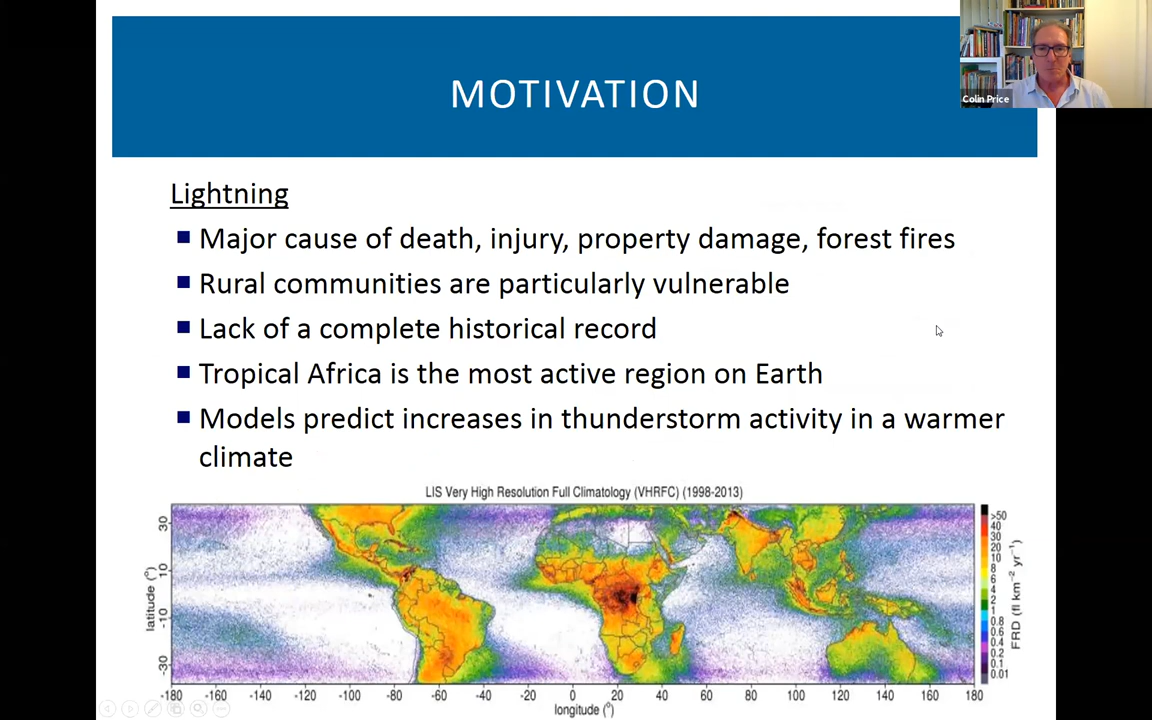 MOTIVATION
Colin Price
Lightning
Major cause of death, injury, property damage, forest fires
Rural communities are particularly vulnerable
Lack of a complete historical record
Tropical Africa is the most active region on Earth
Models predict increases in thunderstorm activity in a warmer
climate
LIS Very High Resolution Full Climatology (VHRFC) (1998-2013)
latitude (°)
30
10
-10
-30
-180 -160 -140 -120 -100 -80 -60 -40 -20 0 20 40 60 80 100 120 140 160 180
longitude (°)
>50
40
30
20
10
8
6
4
2
1
0.8
0.6
0.4
0.2
0.1
0.01
FRD (fl km⁻² yr⁻¹)